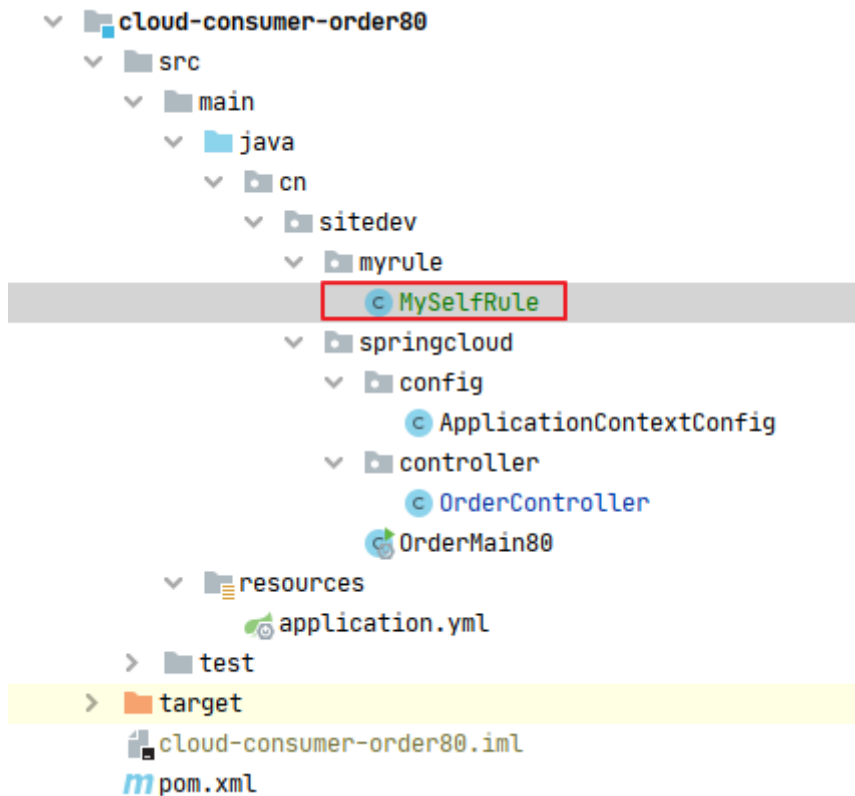 cloud-consumer-order80
src
main
java
cn
sitedev
myrule
MySelfRule
springcloud
config
ApplicationContextConfig
controller
OrderController
OrderMain80
resources
application.yml
test
target
cloud-consumer-order80.iml
pom.xml